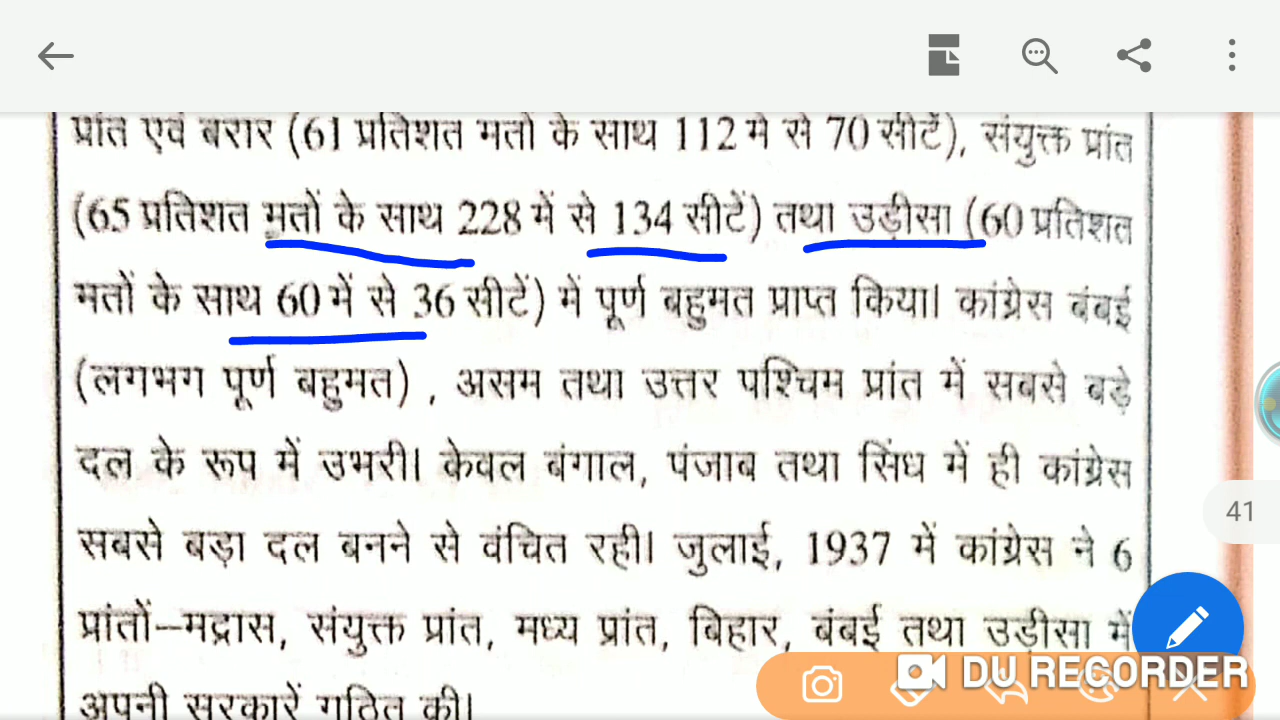 प्रांत एवं बरार (61 प्रतिशत मतों के साथ 112 में से 70 सीटें), संयुक्त प्रांत
(65 प्रतिशत मतों के साथ 228 में से 134 सीटें) तथा उड़ीसा (60 प्रतिशत
मतों के साथ 60 में से 36 सीटें) में पूर्ण बहुमत प्राप्त किया। कांग्रेस बंबई
(लगभग पूर्ण बहुमत) , असम तथा उत्तर पश्चिम प्रांत में सबसे बड़े
दल के रूप में उभरी। केवल बंगाल, पंजाब तथा सिंध में ही कांग्रेस
सबसे बड़ा दल बनने से वंचित रही। जुलाई, 1937 में कांग्रेस ने 6
41
प्रांतों–मद्रास, संयुक्त प्रांत, मध्य प्रांत, बिहार, बंबई तथा उड़ीसा में
अपनी सरकारें गठित की।
DU RECORDER